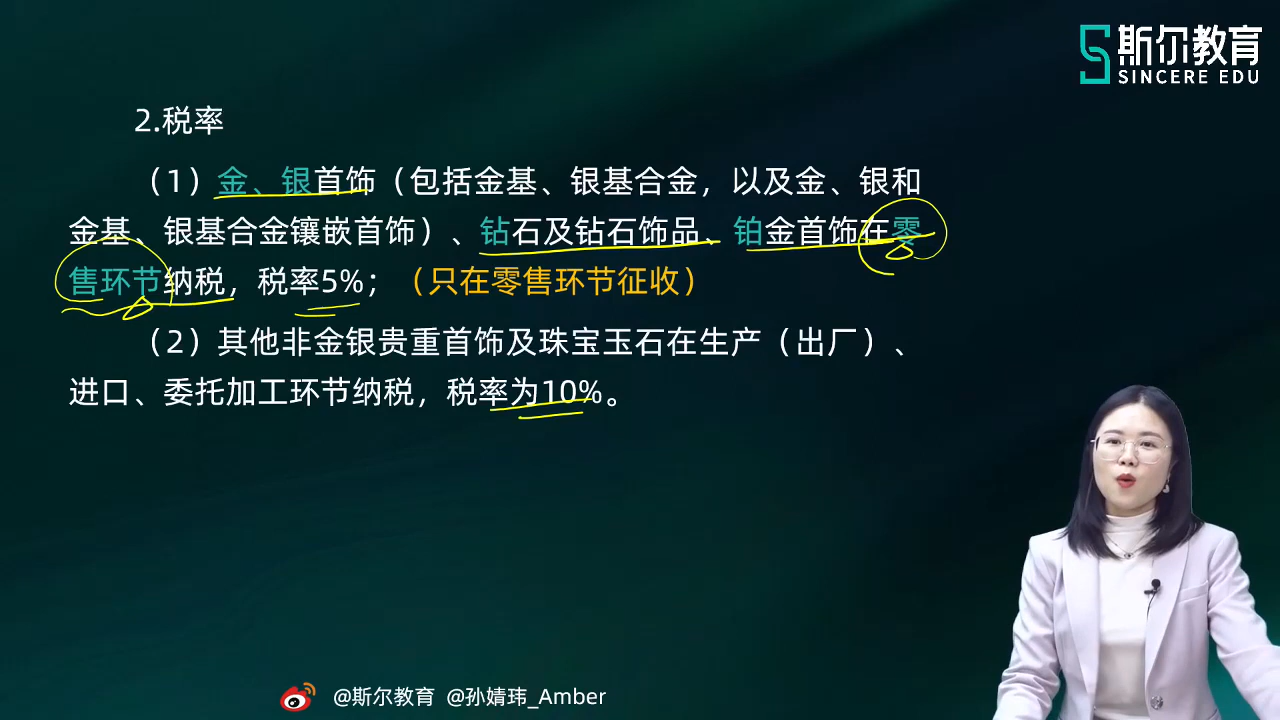 斯尔教育
SINCERE EDU
2.税率
（1）金、银首饰（包括金基、银基合金，以及金、银和
金基、银基合金镶嵌首饰）、钻石及钻石饰品、铂金首饰在零
售环节纳税，税率5%；（只在零售环节征收）
（2）其他非金银贵重首饰及珠宝玉石在生产（出厂）、
进口、委托加工环节纳税，税率为10%。
@斯尔教育 @孙婧玮_Amber